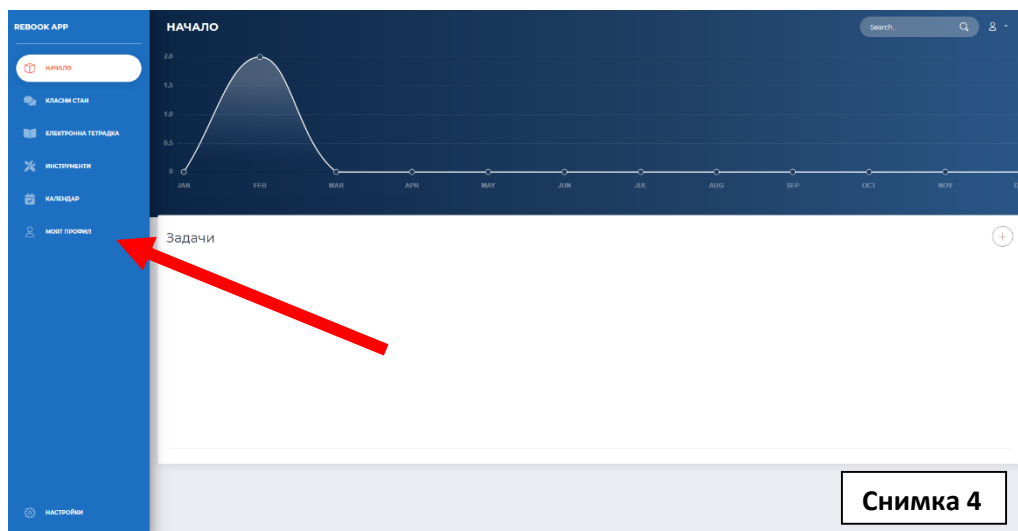 REBOOK APP
НАЧАЛО
Search..
НАЧАЛО
КЛАСНИ СТАИ
ЕЛЕКТРОННА ТЕТРАДКА
ИНСТРУМЕНТИ
КАЛЕНДАР
МОЯТ ПРОФИЛ
НАСТРОЙКИ
2.0
1.5
1.0
0.5
0
JAN FEB MAR APR MAY JUN JUL AUG SEP OCT NOV D
Задачи
Снимка 4